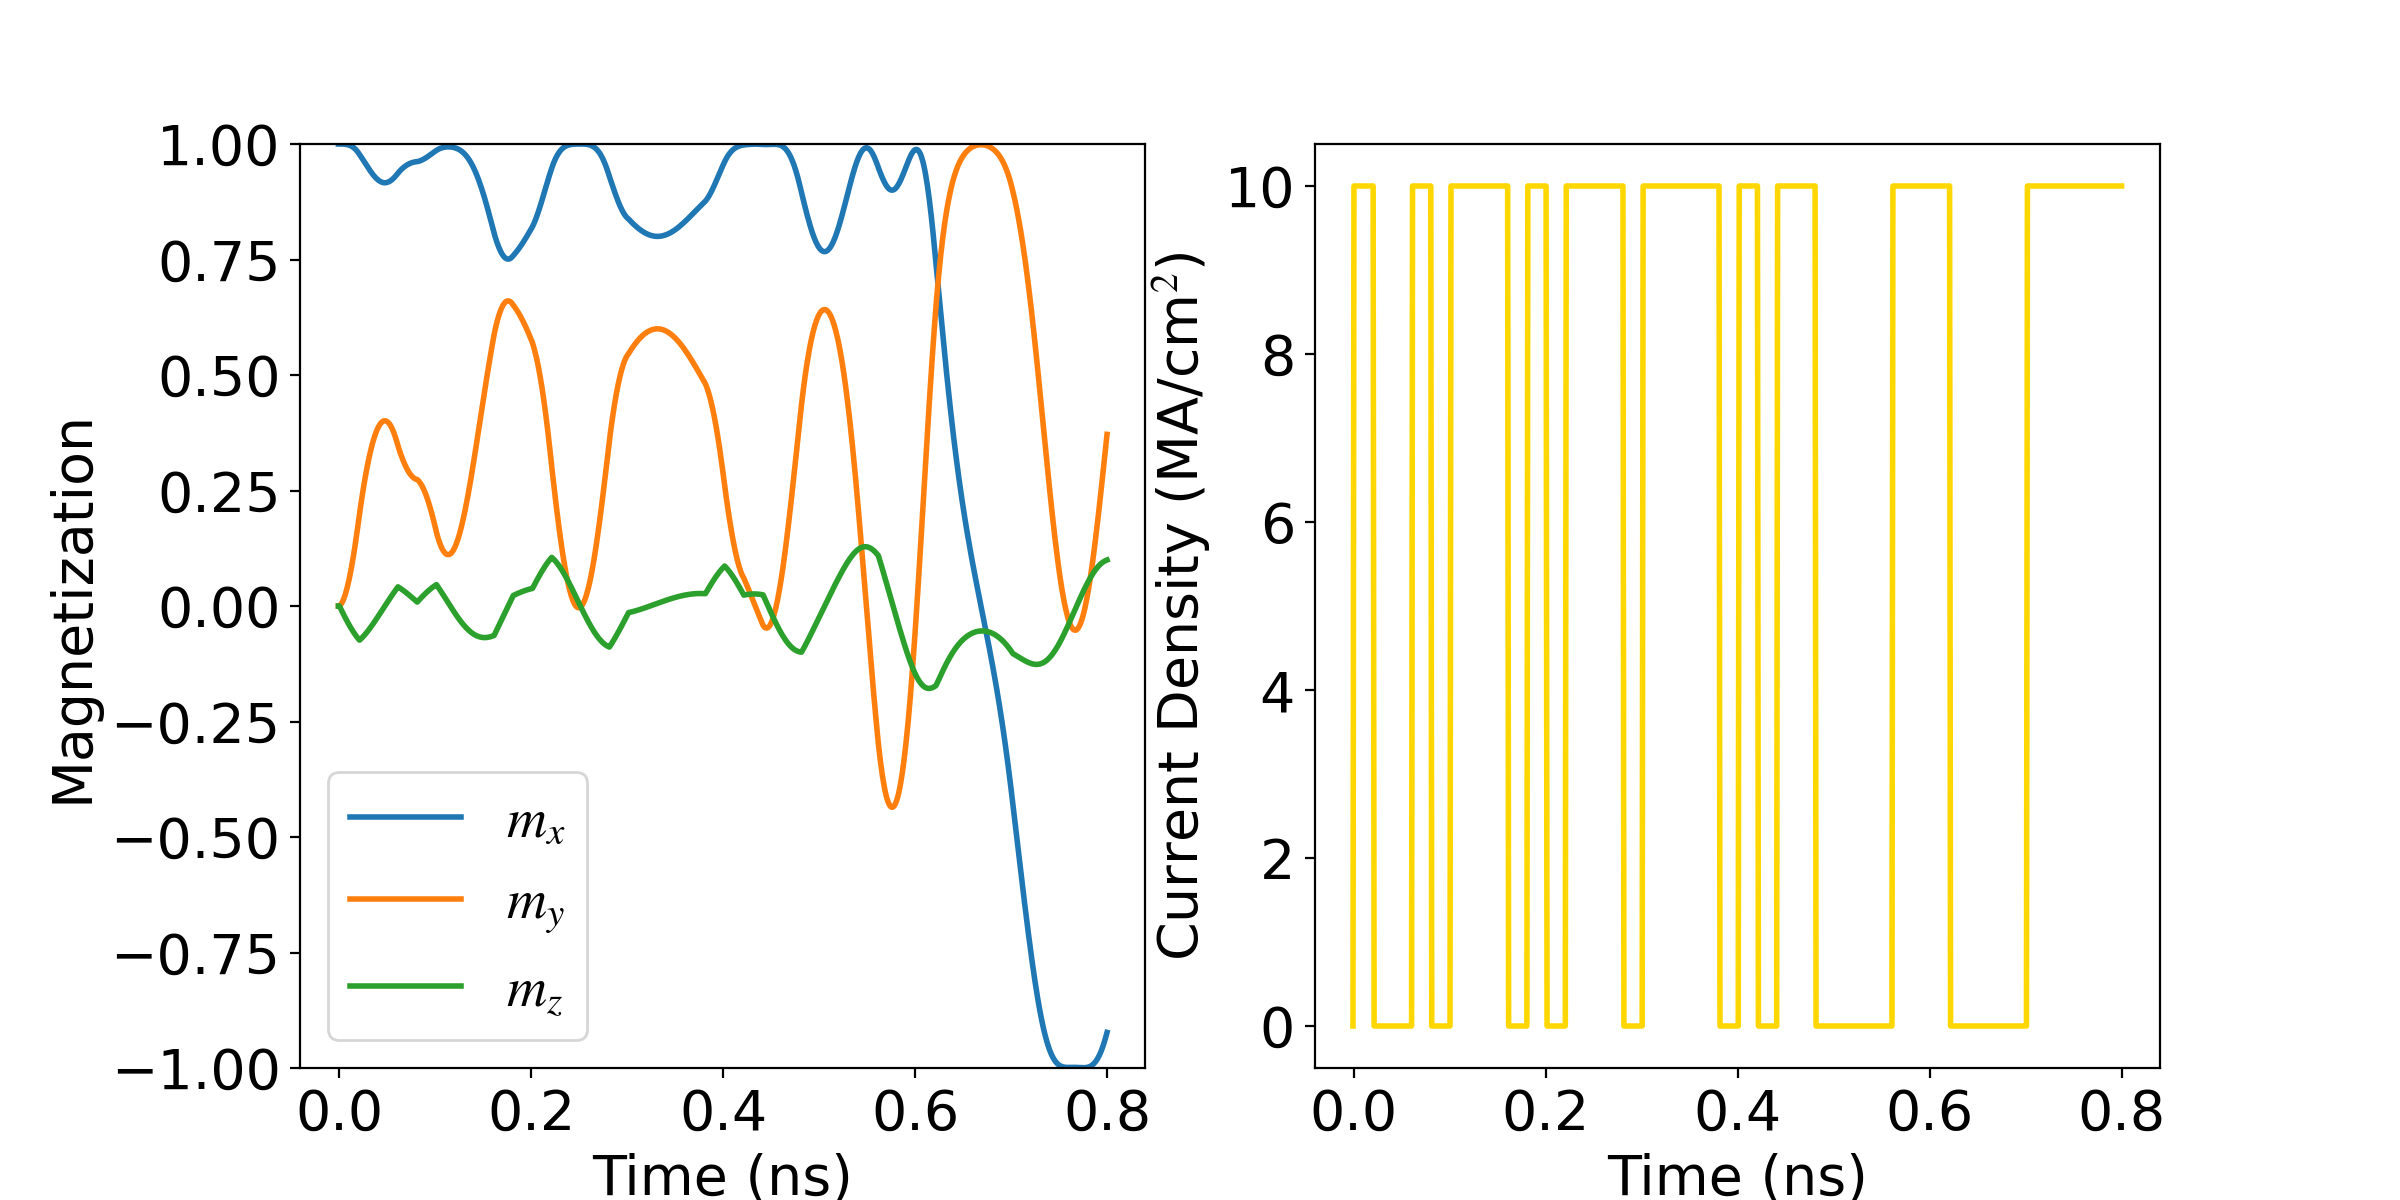 Magnetization
1.00
0.75
0.50
0.25
0.00
−0.25
−0.50
−0.75
−1.00
m_x
m_y
m_z
0.0 0.2 0.4 0.6 0.8
Time (ns)
Current Density (MA/cm²)
10
8
6
4
2
0
0.0 0.2 0.4 0.6 0.8
Time (ns)